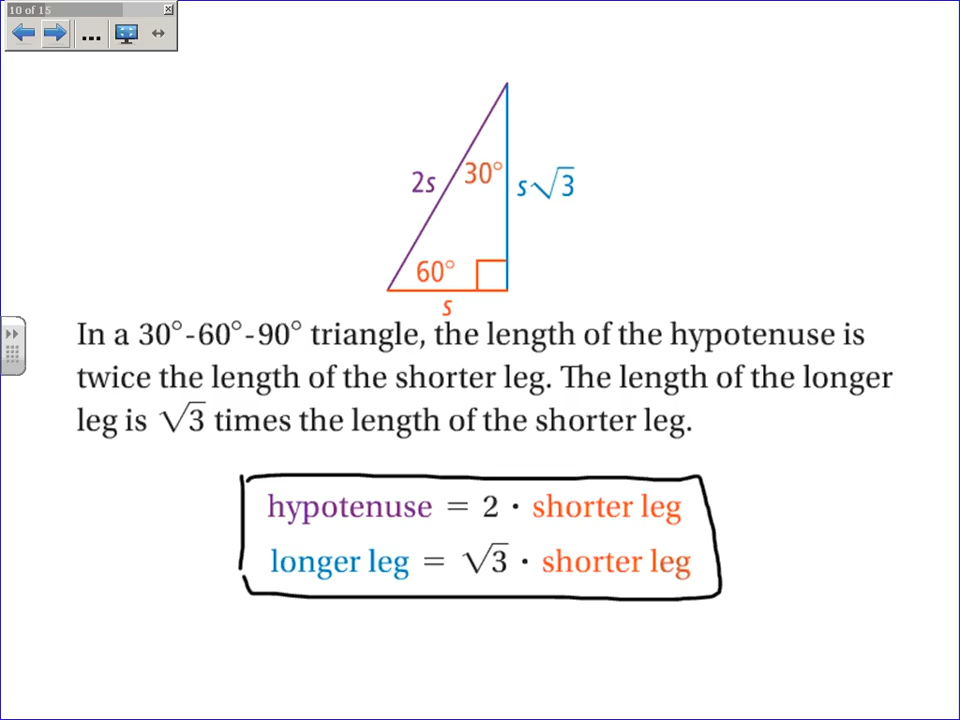 10 of 15
...
30°
2s
s√3
60°
s
In a 30°-60°-90° triangle, the length of the hypotenuse is
twice the length of the shorter leg. The length of the longer
leg is √3 times the length of the shorter leg.
hypotenuse = 2 · shorter leg
longer leg = √3 · shorter leg